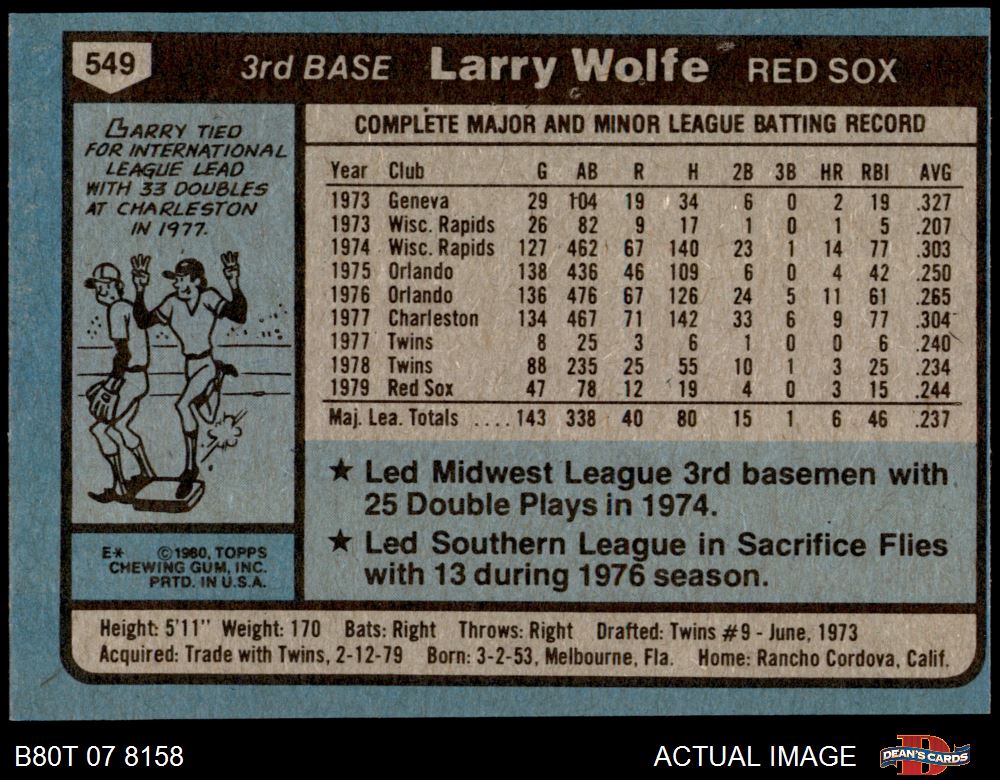 549 3rd BASE Larry Wolfe RED SOX
LARRY TIED
FOR INTERNATIONAL
LEAGUE LEAD
WITH 33 DOUBLES
AT CHARLESTON
IN 1977.
COMPLETE MAJOR AND MINOR LEAGUE BATTING RECORD
Year Club G AB R H 2B 3B HR RBI AVG
1973 Geneva 29 104 19 34 6 0 2 19 .327
1973 Wisc. Rapids 26 82 9 17 1 0 1 5 .207
1974 Wisc. Rapids 127 462 67 140 23 1 14 77 .303
1975 Orlando 138 436 46 109 6 0 4 42 .250
1976 Orlando 136 476 67 126 24 5 11 61 .265
1977 Charleston 134 467 71 142 33 6 9 77 .304
1977 Twins 8 25 3 6 1 0 0 6 .240
1978 Twins 88 235 25 55 10 1 3 25 .234
1979 Red Sox 47 78 12 19 4 0 3 15 .244
Maj. Lea. Totals ....143 338 40 80 15 1 6 46 .237
★ Led Midwest League 3rd basemen with
25 Double Plays in 1974.
★ Led Southern League in Sacrifice Flies
with 13 during 1976 season.
E* ©1980, TOPPS
CHEWING GUM, INC.
PRTD. IN U.S.A.
Height: 5'11" Weight: 170 Bats: Right Throws: Right Drafted: Twins #9 - June, 1973
Acquired: Trade with Twins, 2-12-79 Born: 3-2-53, Melbourne, Fla. Home: Rancho Cordova, Calif.
B80T 07 8158 ACTUAL IMAGE DEAN'S CARDS